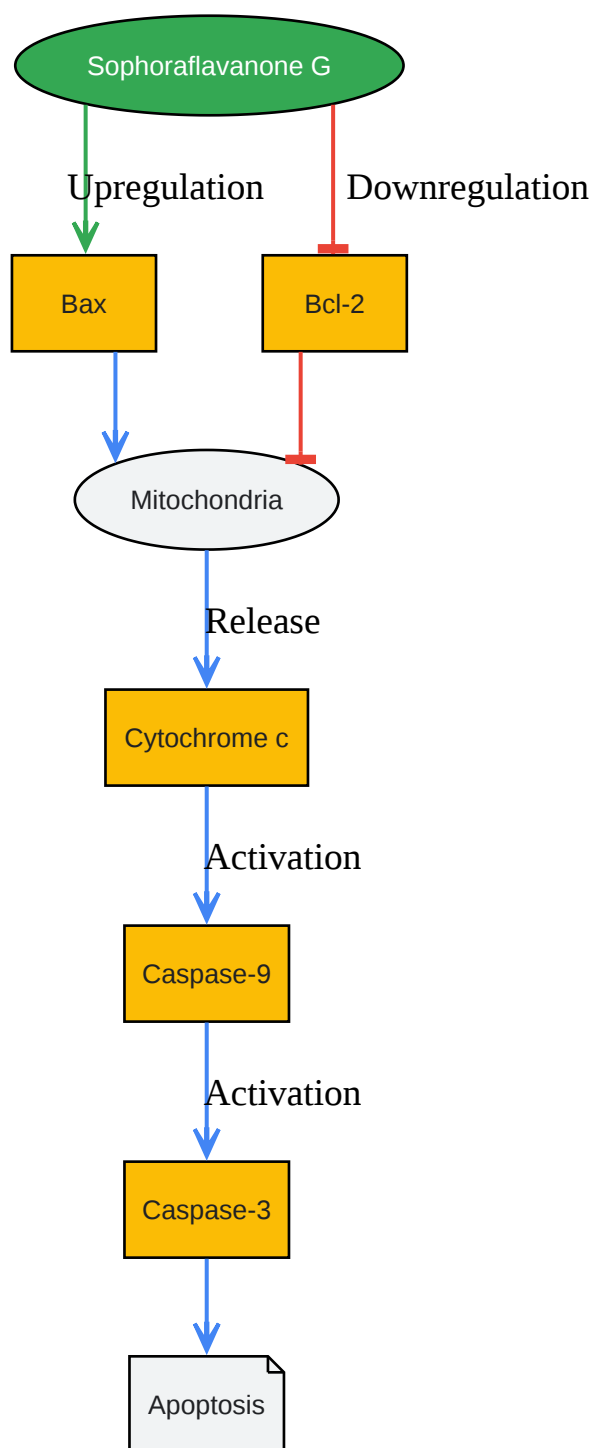 Sophoraflavanone G
Upregulation
Downregulation
Bax
Bcl-2
Mitochondria
Release
Cytochrome c
Activation
Caspase-9
Activation
Caspase-3
Apoptosis